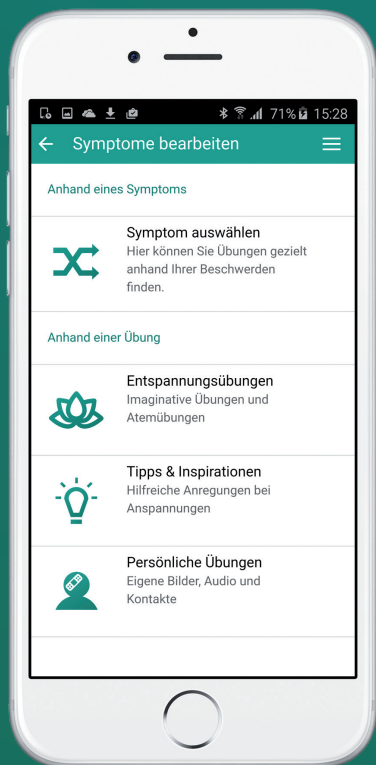 71% 15:28
Symptome bearbeiten
Anhand eines Symptoms
Symptom auswählen
Hier können Sie Übungen gezielt
anhand Ihrer Beschwerden
finden.
Anhand einer Übung
Entspannungsübungen
Imaginative Übungen und
Atemübungen
Tipps & Inspirationen
Hilfreiche Anregungen bei
Anspannungen
Persönliche Übungen
Eigene Bilder, Audio und
Kontakte